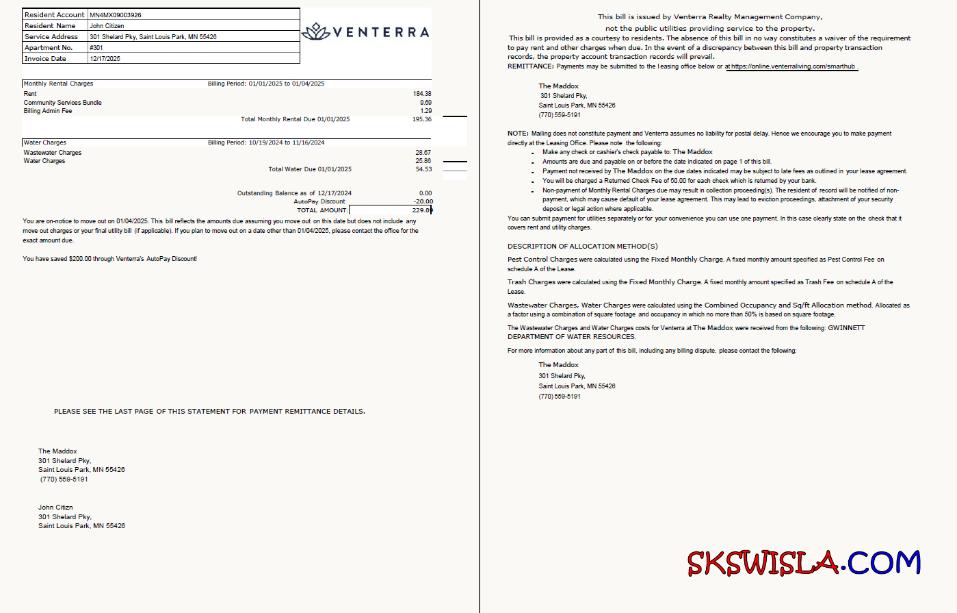 Resident Account MN4MX09003926
Resident Name John Citizen
Service Address 301 Shelard Pky, Saint Louis Park, MN 55426
Apartment No. #301
Invoice Date 12/17/2025
VENTERRA
Monthly Rental Charges Billing Period: 01/01/2025 to 01/04/2025
Rent 184.38
Community Services Bundle 9.69
Billing Admin Fee 1.29
Total Monthly Rental Due 01/01/2025 195.36
Water Charges Billing Period: 10/19/2024 to 11/16/2024
Wastewater Charges 28.67
Water Charges 25.86
Total Water Due 01/01/2025 54.53
Outstanding Balance as of 12/17/2024 0.00
AutoPay Discount -20.00
TOTAL AMOUNT: 229.8
You are on-notice to move out on 01/04/2025. This bill reflects the amounts due assuming you move out on this date but does not include any
move out charges or your final utility bill (if applicable). If you plan to move out on a date other than 01/04/2025, please contact the office for the
exact amount due.
You have saved $200.00 through Venterra's AutoPay Discount!
PLEASE SEE THE LAST PAGE OF THIS STATEMENT FOR PAYMENT REMITTANCE DETAILS.
The Maddox
301 Shelard Pky,
Saint Louis Park, MN 55426
(770) 559-5191
John Citizn
301 Shelard Pky,
Saint Louis Park, MN 55426
This bill is issued by Venterra Realty Management Company,
not the public utilities providing service to the property.
This bill is provided as a courtesy to residents. The absence of this bill in no way constitutes a waiver of the requirement
to pay rent and other charges when due. In the event of a discrepancy between this bill and property transaction
records, the property account transaction records will prevail.
REMITTANCE: Payments may be submitted to the leasing office below or at https://online.venterraliving.com/smarthub .
The Maddox
301 Shelard Pky,
Saint Louis Park, MN 55426
(770) 559-5191
NOTE: Mailing does not constitute payment and Venterra assumes no liability for postal delay. Hence we encourage you to make payment
directly at the Leasing Office. Please note the following:
• Make any check or cashier's check payable to: The Maddox
• Amounts are due and payable on or before the date indicated on page 1 of this bill.
• Payment not received by The Maddox on the due dates indicated may be subject to late fees as outlined in your lease agreement.
• You will be charged a Returned Check Fee of 50.00 for each check which is returned by your bank.
• Non-payment of Monthly Rental Charges due may result in collection proceeding(s). The resident of record will be notified of non-
payment, which may cause default of your lease agreement. This may lead to eviction proceedings, attachment of your security
deposit or legal action where applicable.
You can submit payment for utilities separately or for your convenience you can use one payment. In this case clearly state on the check that it
covers rent and utility charges.
DESCRIPTION OF ALLOCATION METHOD(S)
Pest Control Charges were calculated using the Fixed Monthly Charge. A fixed monthly amount specified as Pest Control Fee on
schedule A of the Lease.
Trash Charges were calculated using the Fixed Monthly Charge. A fixed monthly amount specified as Trash Fee on schedule A of the
Lease.
Wastewater Charges, Water Charges were calculated using the Combined Occupancy and Sq/ft Allocation method. Allocated as
a factor using a combination of square footage and occupancy in which no more than 50% is based on square footage.
The Wastewater Charges and Water Charges costs for Venterra at The Maddox were received from the following: GWINNETT
DEPARTMENT OF WATER RESOURCES.
For more information about any part of this bill, including any billing dispute, please contact the following:
The Maddox
301 Shelard Pky,
Saint Louis Park, MN 55426
(770) 559-5191
SKSWISLA.COM